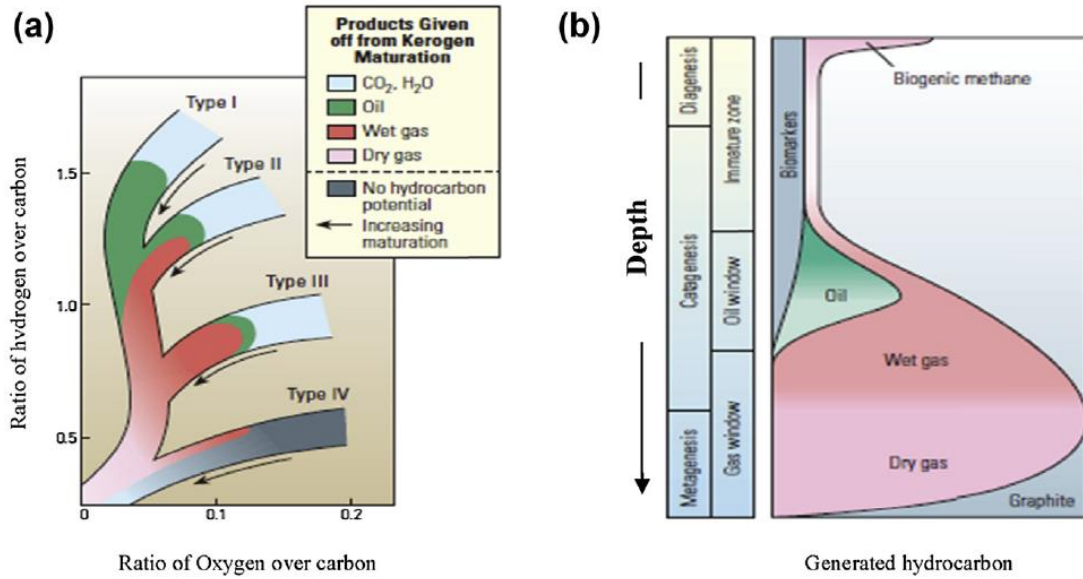 (a)
Products Given
off from Kerogen
Maturation
CO2. H2O
Oil
Wet gas
Dry gas
No hydrocarbon
potential
Increasing
maturation
Type I
Type II
Type III
Type IV
1.5
1.0
0.5
0
0.1
0.2
Ratio of hvdrogen over carbon
Ratio of Oxygen over carbon
(b)
Depth
Diagenesis
Catagenesis
Metagenesis
Immature zone
Oil window
Gas window
Biomarkers
Biogenic methane
Oil
Wet gas
Dry gas
Graphite
Generated hydrocarbon